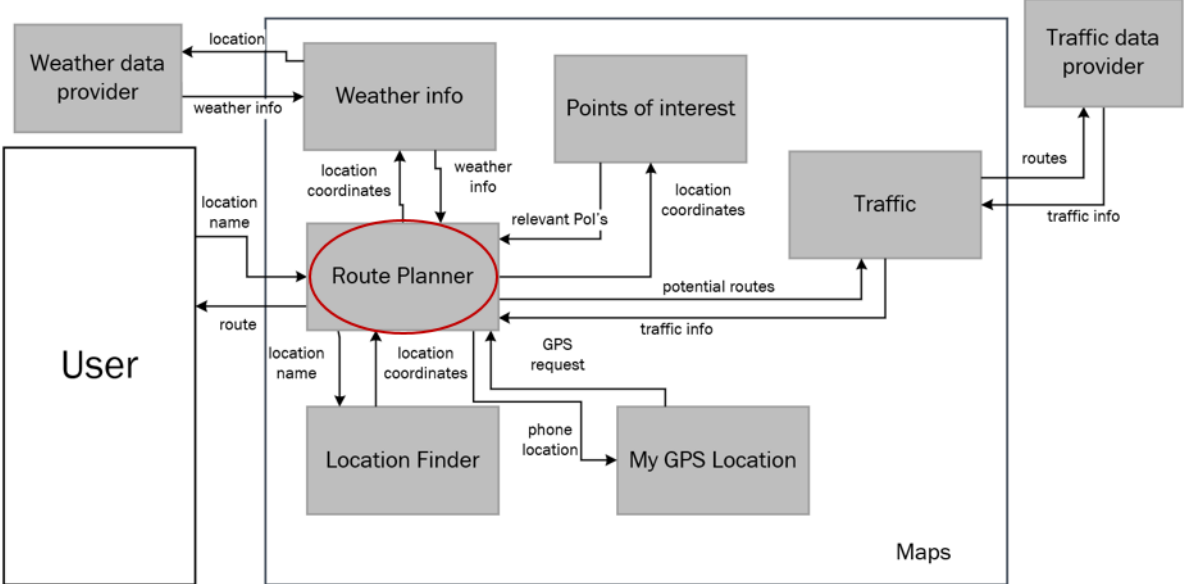 location
Weather data
provider
weather info
Weather info
Points of interest
Traffic data
provider
routes
traffic info
Traffic
location
coordinates
weather
info
location
coordinates
relevant PoI's
location
name
Route Planner
potential routes
traffic info
route
User
location
name
location
coordinates
GPS
request
phone
location
Location Finder
My GPS Location
Maps